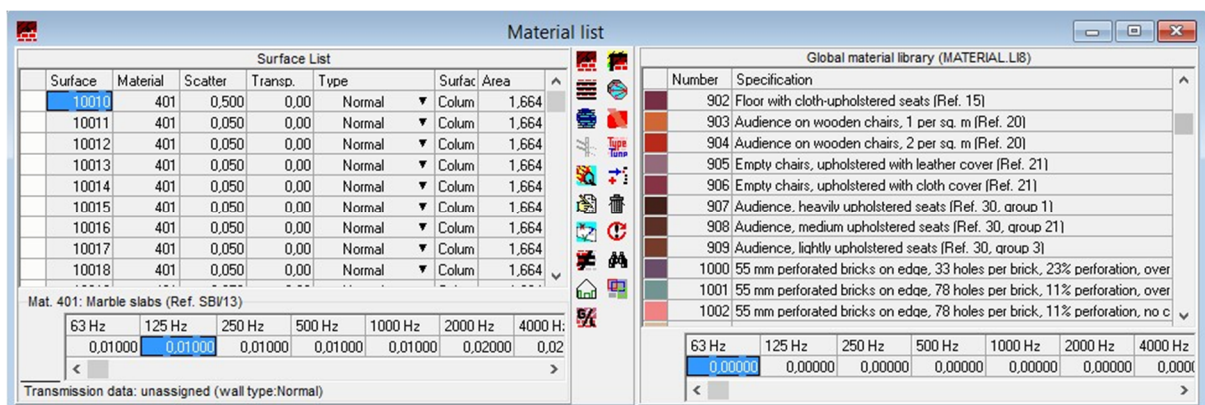 Material list
Surface List
Surface Material Scatter Transp. Type Surfac Area
10010 401 0,500 0,00 Normal Colum 1,664
10011 401 0,050 0,00 Normal Colum 1,664
10012 401 0,050 0,00 Normal Colum 1,664
10013 401 0,050 0,00 Normal Colum 1,664
10014 401 0,050 0,00 Normal Colum 1,664
10015 401 0,050 0,00 Normal Colum 1,664
10016 401 0,050 0,00 Normal Colum 1,664
10017 401 0,050 0,00 Normal Colum 1,664
10018 401 0,050 0,00 Normal Colum 1,664
Mat. 401: Marble slabs (Ref. SBI/13)
63 Hz 125 Hz 250 Hz 500 Hz 1000 Hz 2000 Hz 4000 H:
0,01000 0,01000 0,01000 0,01000 0,01000 0,02000 0,02
Transmission data: unassigned (wall type:Normal)
Type
Global material library (MATERIAL.LI8)
Number Specification
902 Floor with cloth-upholstered seats (Ref. 15)
903 Audience on wooden chairs, 1 per sq. m (Ref. 20)
904 Audience on wooden chairs, 2 per sq. m (Ref. 20)
905 Empty chairs, upholstered with leather cover (Ref. 21)
906 Empty chairs, upholstered with cloth cover (Ref. 21)
907 Audience, heavily upholstered seats (Ref. 30, group 1)
908 Audience, medium upholstered seats (Ref. 30, group 21)
909 Audience, lightly upholstered seats (Ref. 30, group 3)
1000 55 mm perforated bricks on edge, 33 holes per brick, 23% perforation, over
1001 55 mm perforated bricks on edge, 78 holes per brick, 11% perforation, over
1002 55 mm perforated bricks on edge, 78 holes per brick, 11% perforation, no c
63 Hz 125 Hz 250 Hz 500 Hz 1000 Hz 2000 Hz 4000 Hz
0,00000 0,00000 0,00000 0,00000 0,00000 0,00000 0,0000